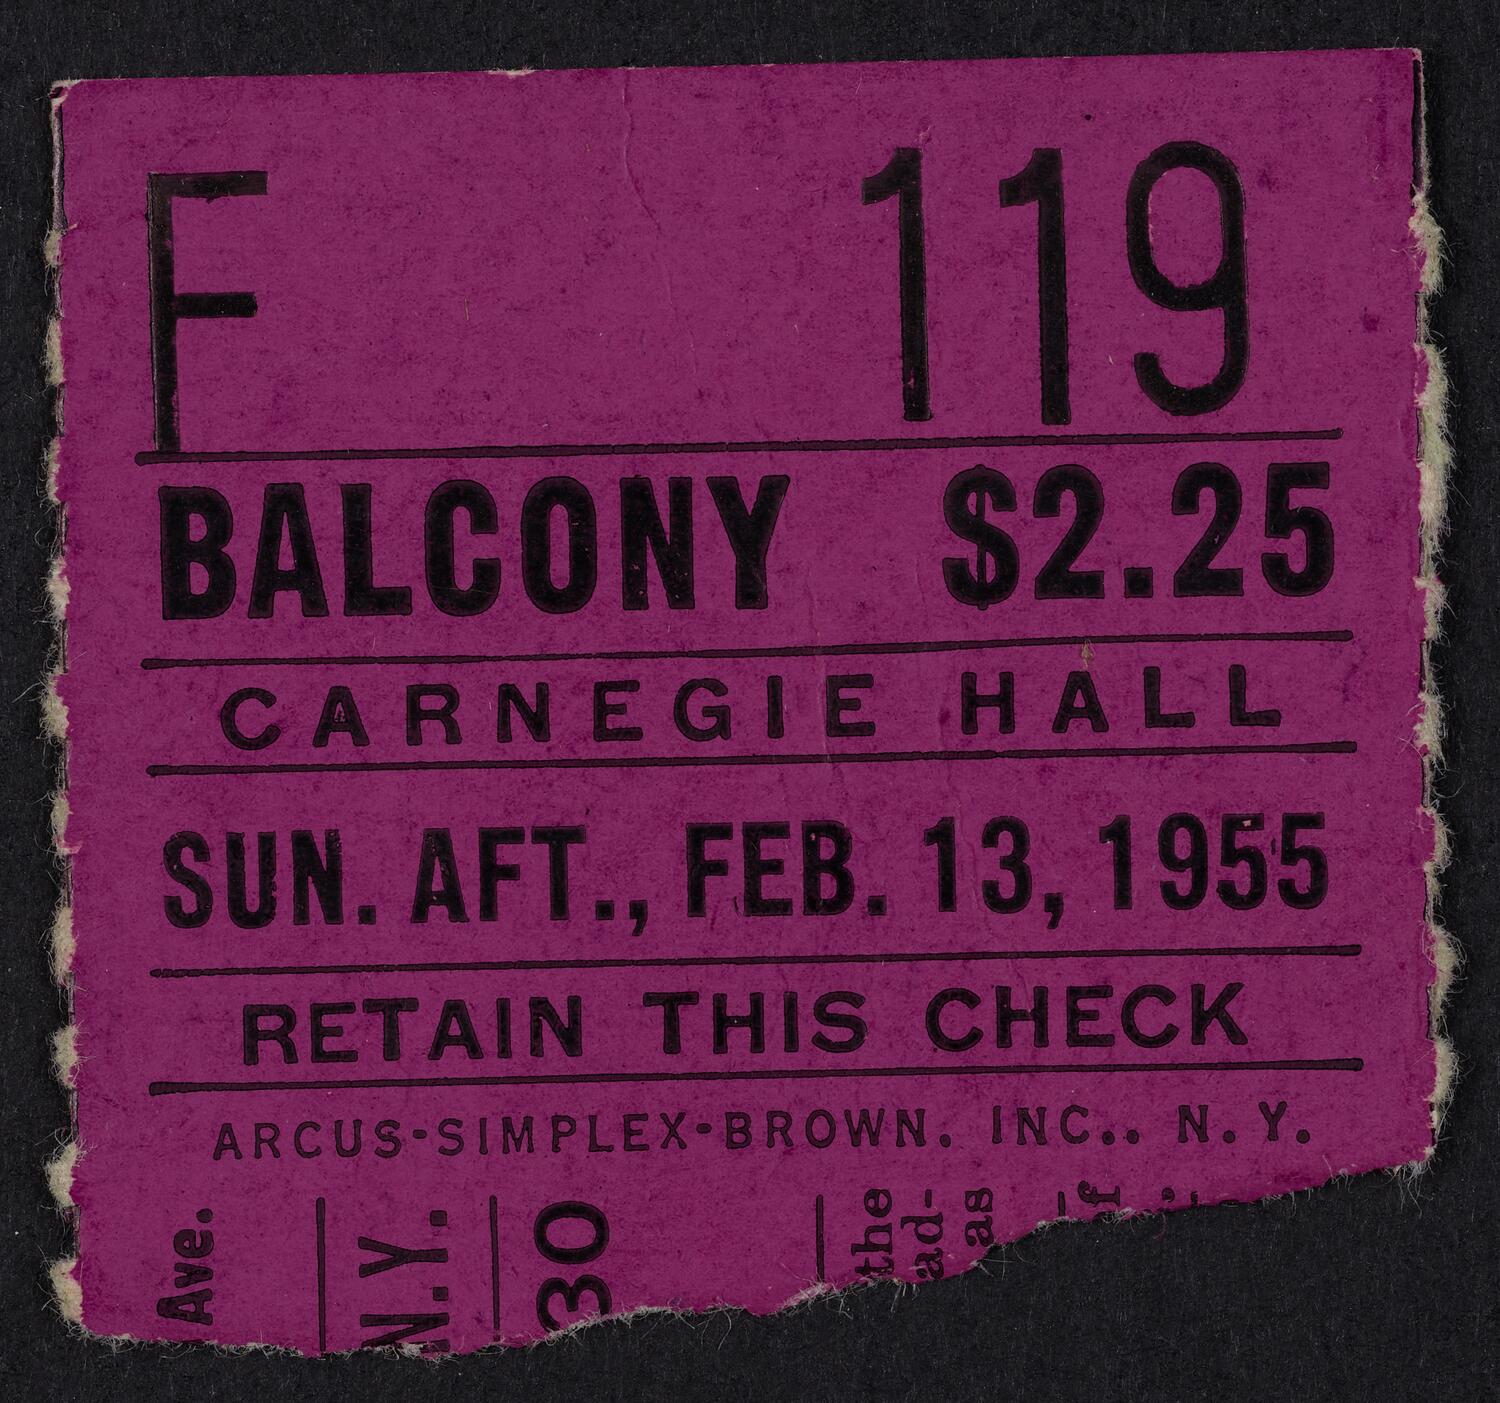 F 119
BALCONY $2.25
CARNEGIE HALL
SUN. AFT., FEB. 13, 1955
RETAIN THIS CHECK
ARCUS-SIMPLEX-BROWN. INC.. N. Y.
Ave.
N.Y.
30
the
ad-
as